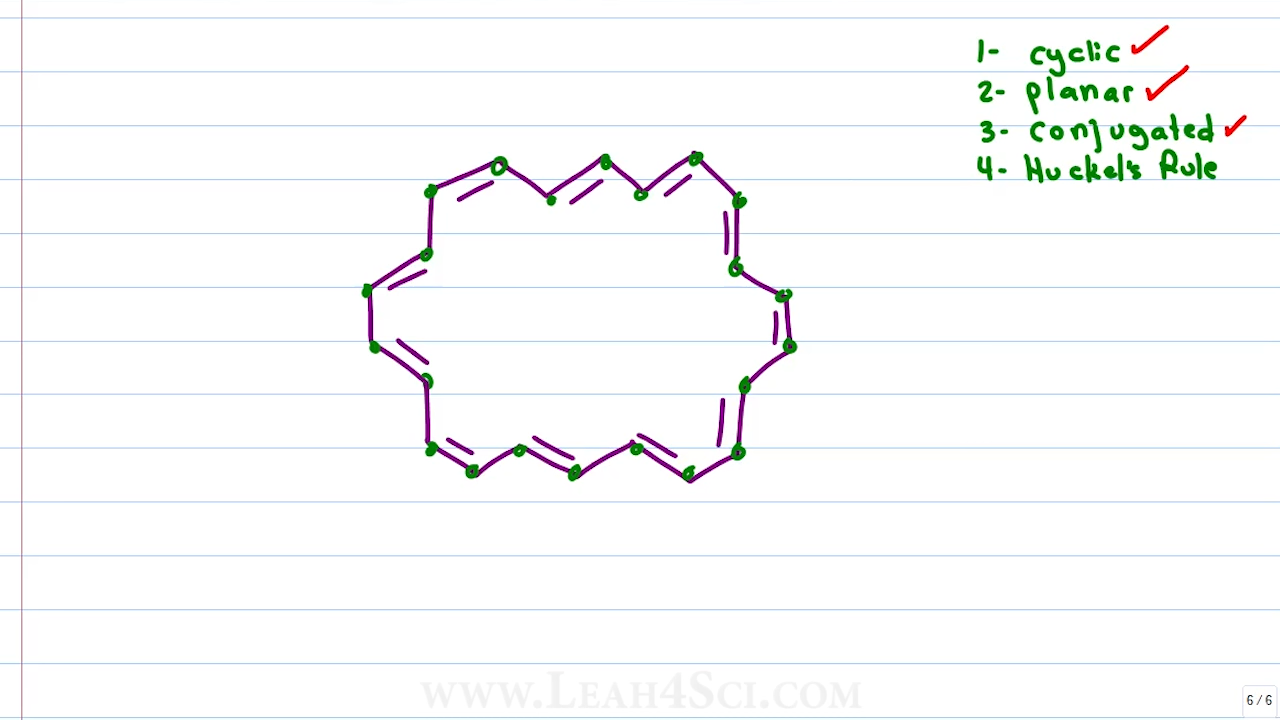 1- cyclic ✓
2- planar ✓
3- conjugated ✓
4- Huckel's Rule
www.Leah4Sci.com
6/6